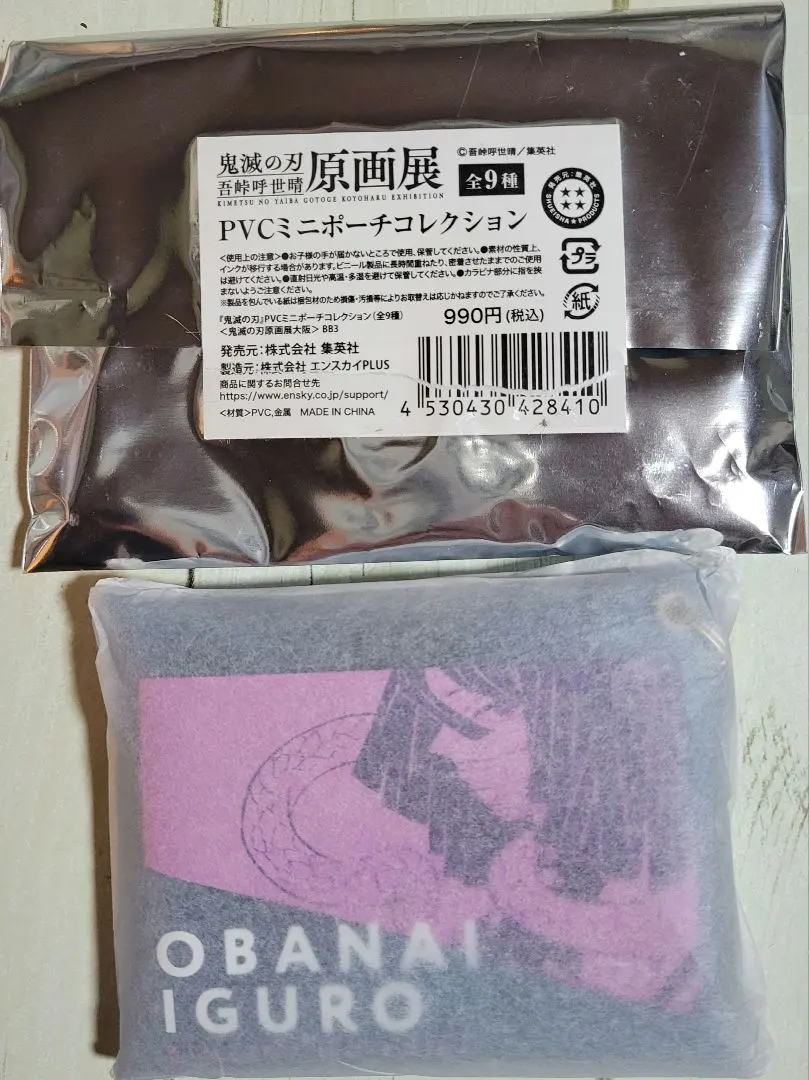 鬼滅の刃
吾峠呼世晴
原画展
KIMETSU NO YAIBA GOTOGE KOYOHARU EXHIBITION
©吾峠呼世晴／集英社
全9種
発売元：集英社
SHUEISHA★PRODUCTS
PVCミニポーチコレクション
＜使用上の注意＞●お子様の手が届かないところで使用、保管してください。●素材の性質上、
インクが移行する場合があります。ビニール製品に長時間重ねたり、密着させたままでのご使用
は避けてください。●直射日光や高温・多湿を避けて保管してください。●カラビナ部分に指を挟
まないようご注意ください。
※製品を包んでいる紙は梱包材のため損傷・汚損等によりお取替えは応じかねますのでご了承ください。
プラ
紙
『鬼滅の刃』PVCミニポーチコレクション（全9種）
＜鬼滅の刃原画展大阪＞ BB3
990円(税込)
発売元：株式会社 集英社
製造元：株式会社 エンスカイPLUS
商品に関するお問合せ先
https://www.ensky.co.jp/support/
＜材質＞PVC,金属 MADE IN CHINA
4 530430 428410
OBANAI
IGURO